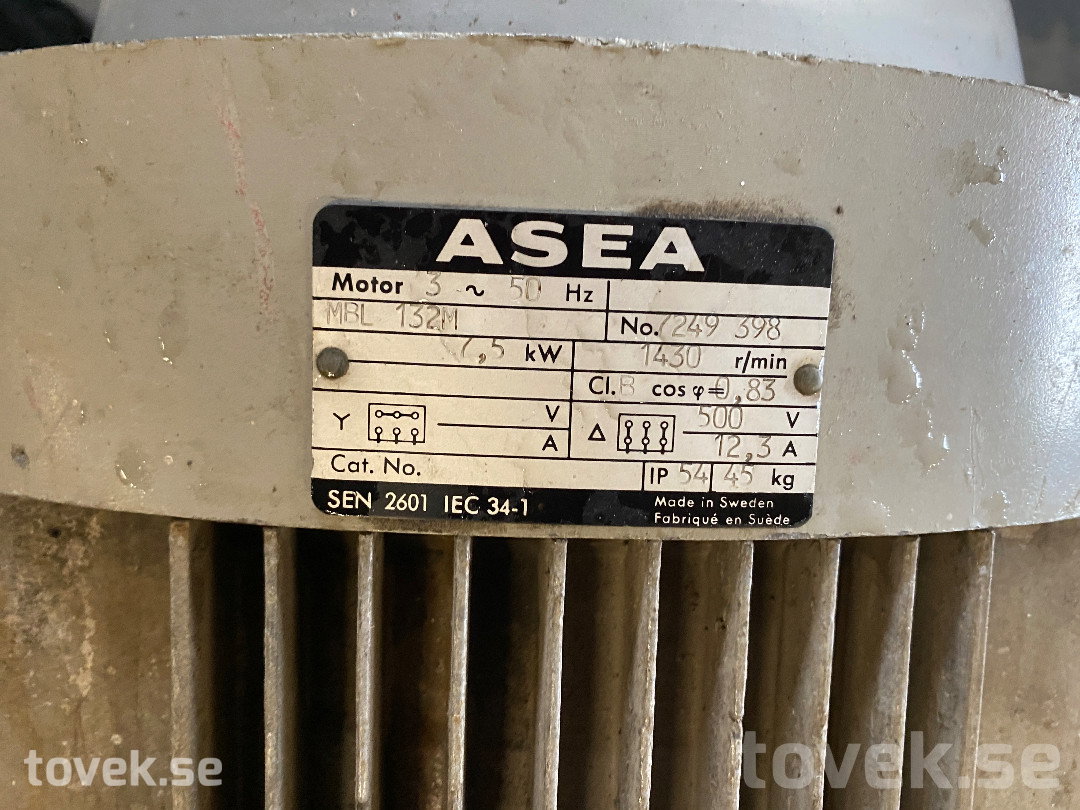 ASEA
Motor 3 ~ 50 Hz
MBL 132M No. 7249 398
7,5 kW 1430 r/min
Cl. B cos φ= 0,83
Y V Δ 500 V
A 12,3 A
Cat. No. IP 54 45 kg
SEN 2601 IEC 34-1 Made in Sweden
Fabriqué en Suède
tovek.se tovek.se